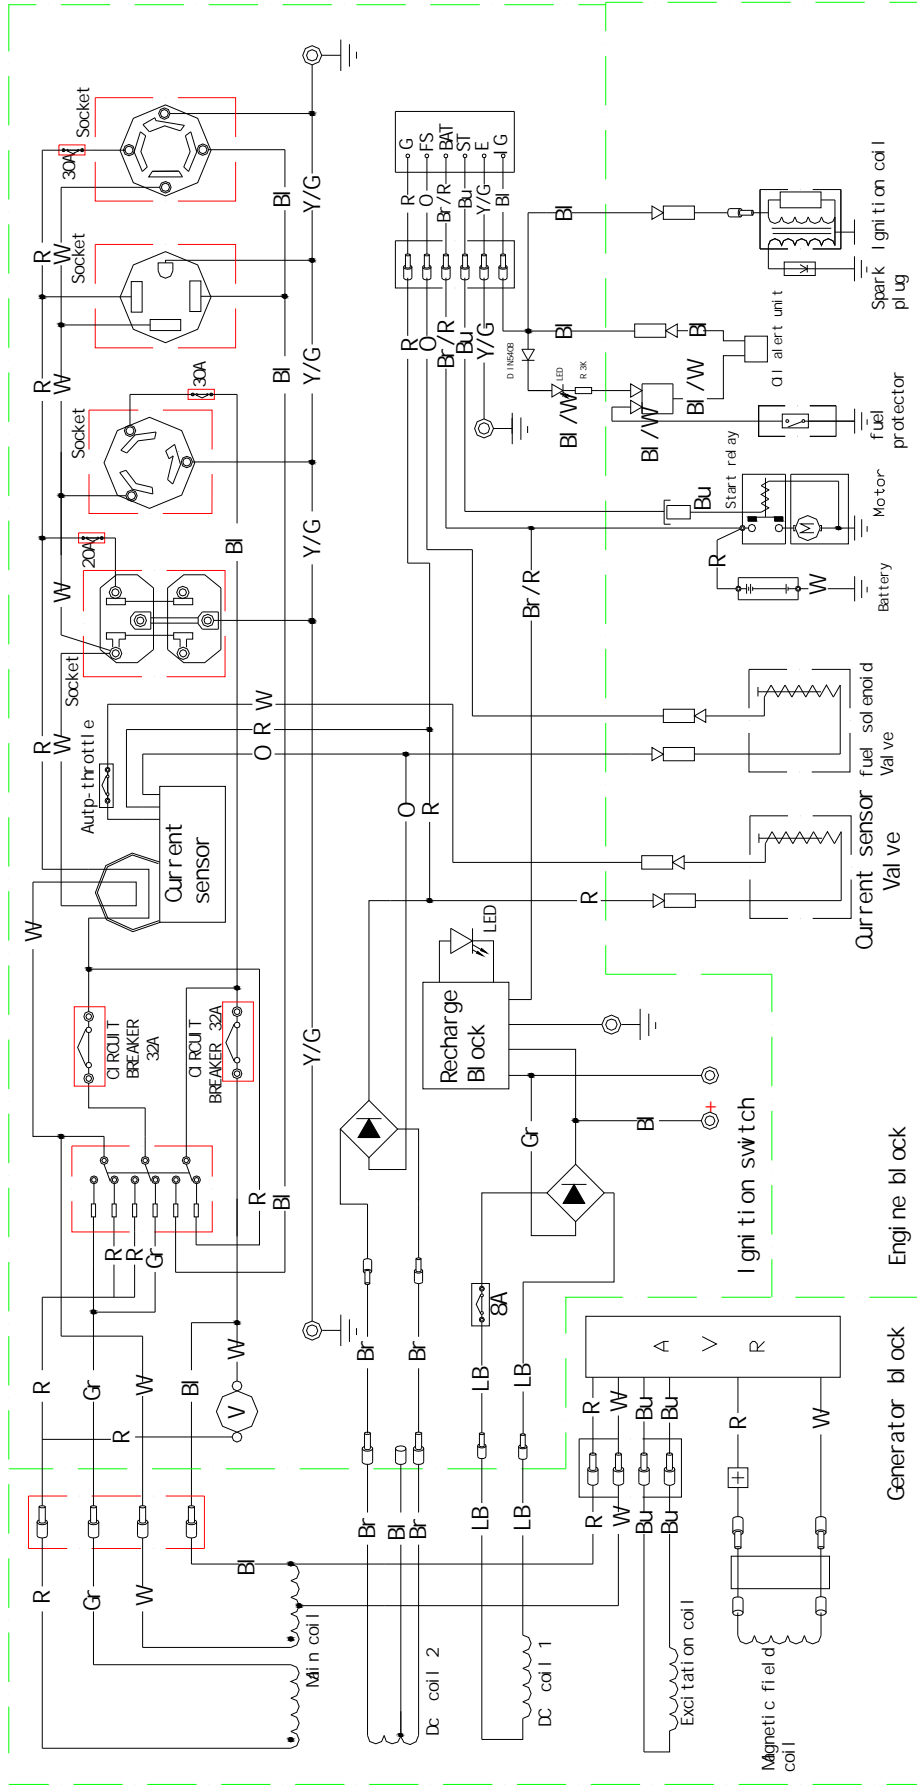 Socket
30A
R
W
Socket
R
W
30A
Socket
20A
W
Socket
R
W
Bl
Y/G
Bl
Y/G
Bl
Y/G
G
FS
BAT
ST
E
IG
R
O
Br/R
Bu
Y/G
Bl
R
O
Br/R
Bu
Y/G
Bl
Bl
Bl
D IN5408
LED
R 3K
Bl/W
Bl/W
Bl/W
Oil alert unit
Ignition coil
Spark
plug
fuel
protector
Start relay
Bu
M
Motor
R
W
Battery
Br/R
fuel solenoid
Valve
Current sensor
Valve
Autp-throttle
W
R
O
Current
sensor
O
R
R
W
CIRCUIT
BREAKER
32A
CIRCUIT
BREAKER 32A
Y/G
LED
Recharge
Block
Gr
Bl
+
Ignition switch
Engine block
R
R
Gr
R
Bl
8A
R
Gr
W
Bl
W
V
R
Br
Br
LB
LB
A
V
R
R
W
Bu
Bu
R
W
Generator block
R
Gr
W
Bl
Br
Bl
Br
LB
LB
R
W
Bu
Bu
Main coil
Dc coil 2
DC coil 1
Excitation coil
Magnetic field
coil